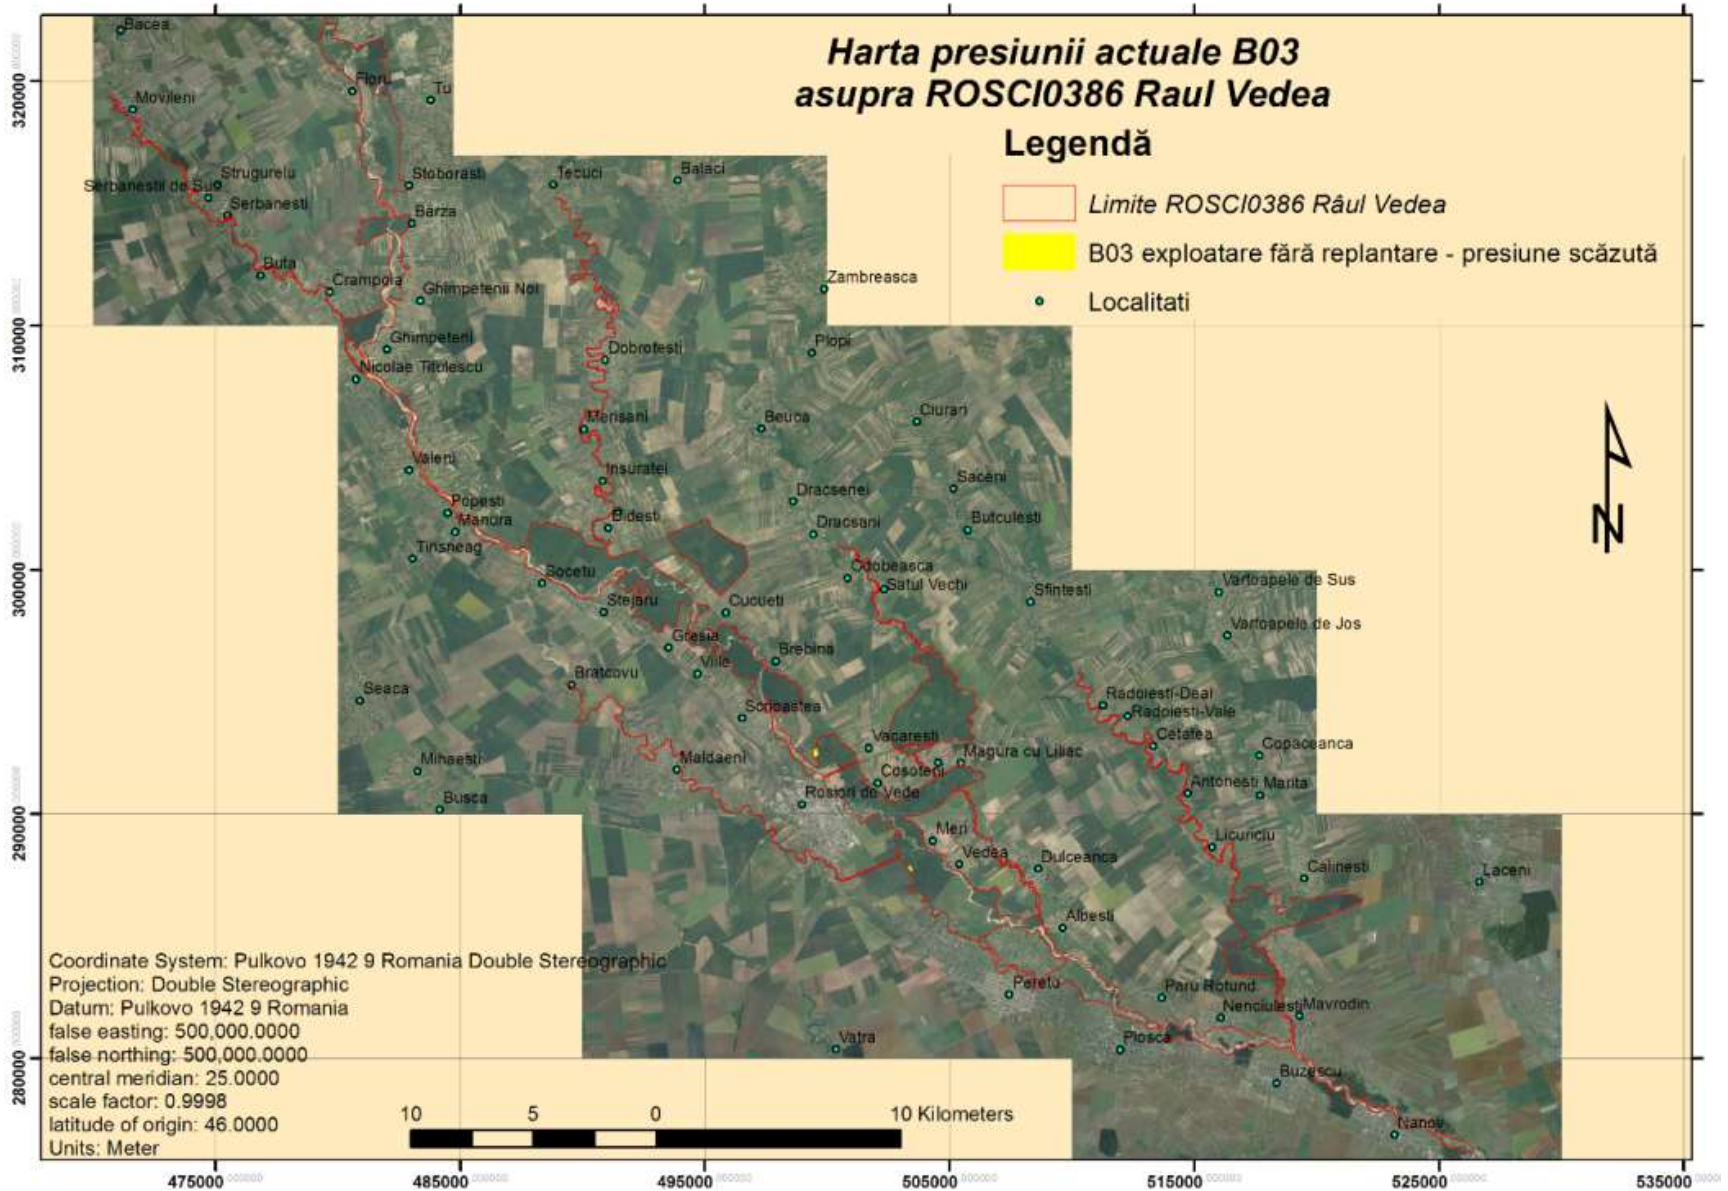 Harta presiunii actuale B03
asupra ROSCI0386 Raul Vedea
Legendă
Limite ROSCI0386 Râul Vedea
B03 exploatare fără replantare - presiune scăzută
Localitati
N
Bacea
Floru
Tu
Movileni
Strugurelu
Stoborasti
Tecuci
Balaci
Serbanestii de Sus
Serbanesti
Barza
Buta
Crampoia
Ghimpetenii Noi
Zambreasca
Ghimpeteni
Dobrotesti
Plopi
Nicolae Titulescu
Merisani
Beuca
Ciurari
Valeni
Insuratei
Saceni
Dracsenei
Popesti
Manura
Didesti
Dracsani
Butculesti
Tinsneag
Socetu
Odobeasca
Satul Vechi
Sfintesti
Vartoapele de Sus
Stejaru
Cucueti
Vartoapele de Jos
Gresia
Brebina
Viile
Bratcovu
Seaca
Scrioastea
Radoiesti-Deal
Radoiesti-Vale
Vacaresti
Magura cu Liliac
Cetatea
Copaceanca
Mihaesti
Maldaeni
Cosoteni
Antonesti
Marita
Busca
Rosiori de Vede
Meri
Licuriciu
Vedea
Dulceanca
Calinesti
Laceni
Albesti
Peretu
Paru Rotund
Nenciulesti
Mavrodin
Vatra
Plosca
Buzescu
Nanov
Coordinate System: Pulkovo 1942 9 Romania Double Stereographic
Projection: Double Stereographic
Datum: Pulkovo 1942 9 Romania
false easting: 500,000.0000
false northing: 500,000.0000
central meridian: 25.0000
scale factor: 0.9998
latitude of origin: 46.0000
Units: Meter
10 5 0 10 Kilometers
320000
310000
300000
290000
280000
475000 485000 495000 505000 515000 525000 535000